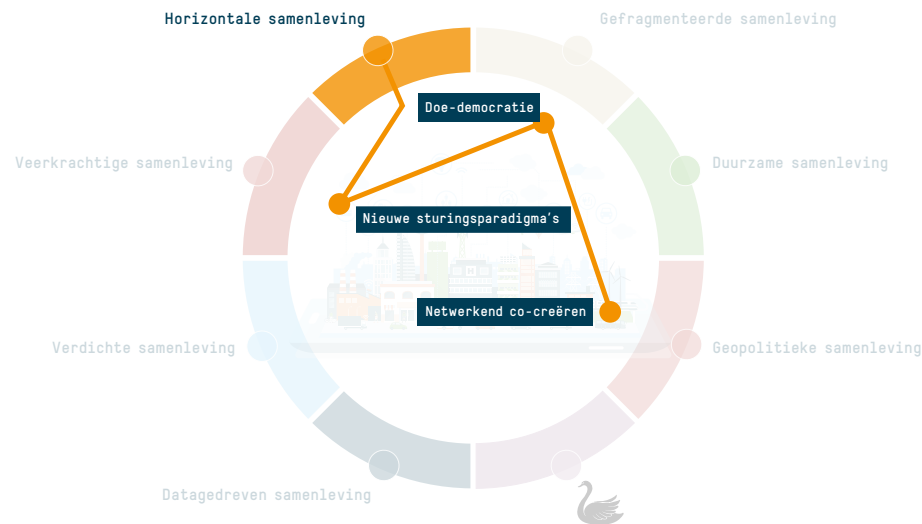 Horizontale samenleving
Gefragmenteerde samenleving
Doe-democratie
Veerkrachtige samenleving
Duurzame samenleving
Nieuwe sturingsparadigma's
Netwerkend co-creëren
Verdichte samenleving
Geopolitieke samenleving
Datagedreven samenleving